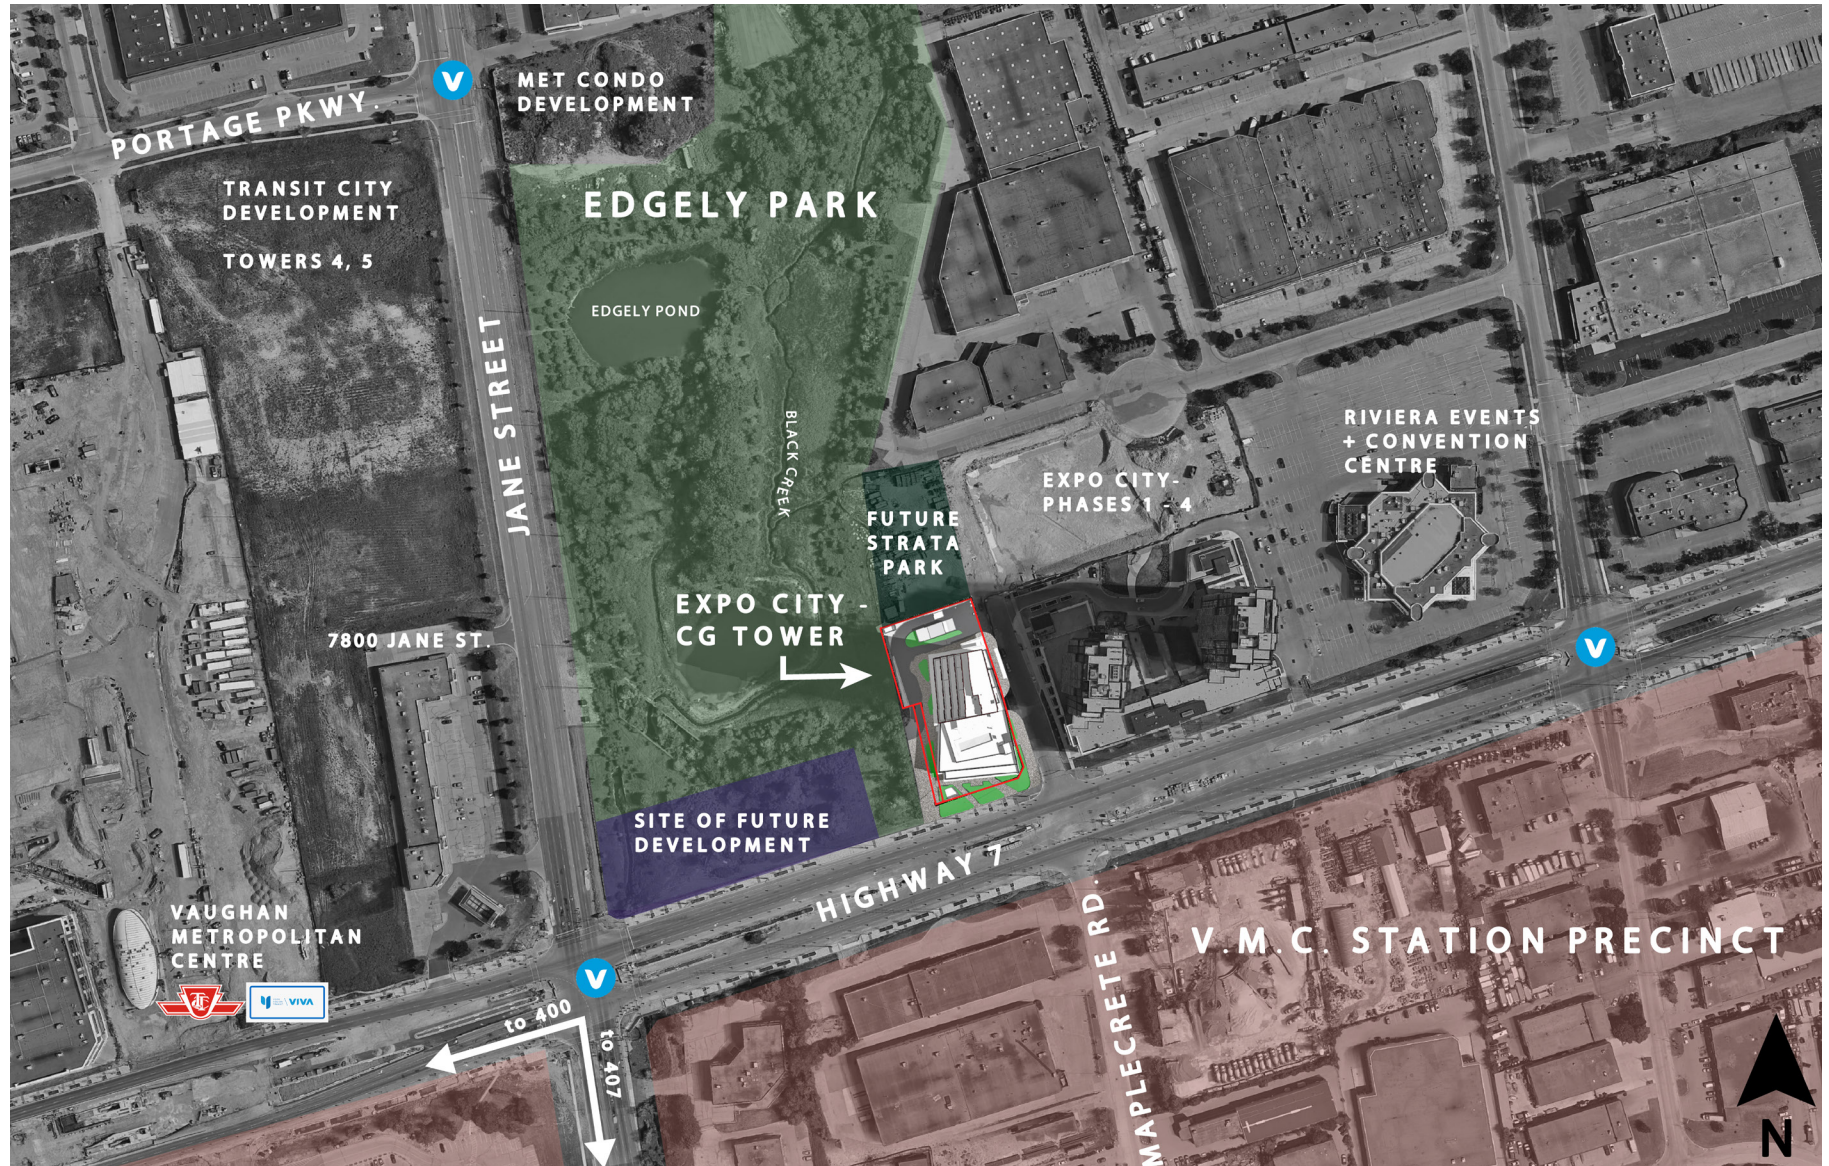 MET CONDO
DEVELOPMENT
V
PORTAGE PKWY.
TRANSIT CITY
DEVELOPMENT
TOWERS 4, 5
EDGELY PARK
EDGELY POND
JANE STREET
BLACK CREEK
RIVIERA EVENTS
+ CONVENTION
CENTRE
EXPO CITY-
PHASES 1 - 4
FUTURE
STRATA
PARK
EXPO CITY -
CG TOWER
7800 JANE ST.
V
SITE OF FUTURE
DEVELOPMENT
HIGHWAY 7
MAPLECRETE RD.
V.M.C. STATION PRECINCT
VAUGHAN
METROPOLITAN
CENTRE
TTC
VIVA
V
to 400
to 407
N